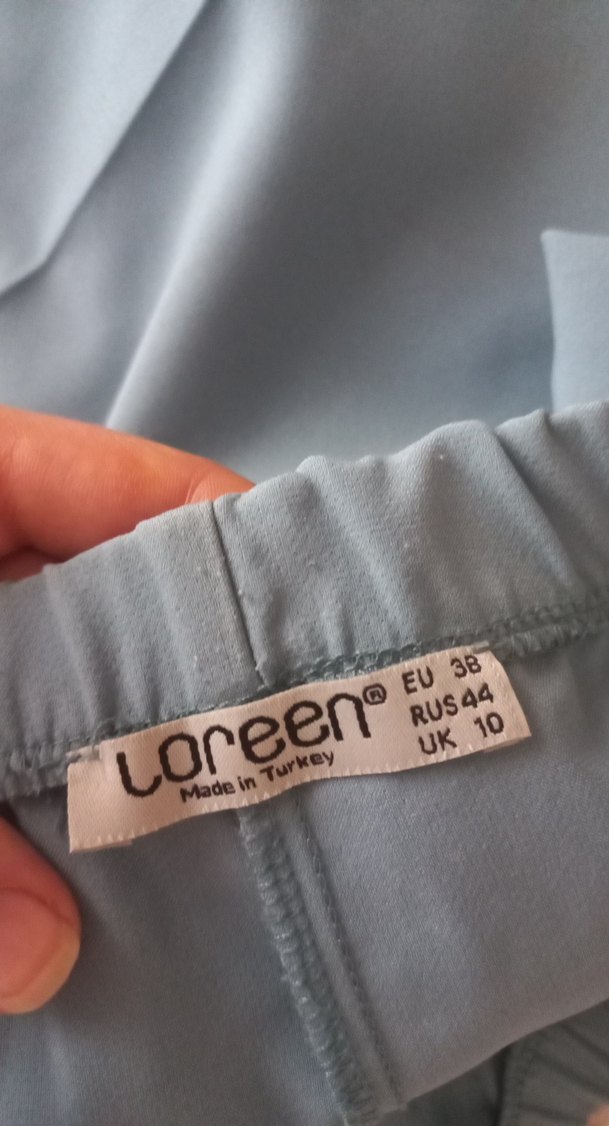 Loreen®
Made in Turkey
EU 38
RUS 44
UK 10